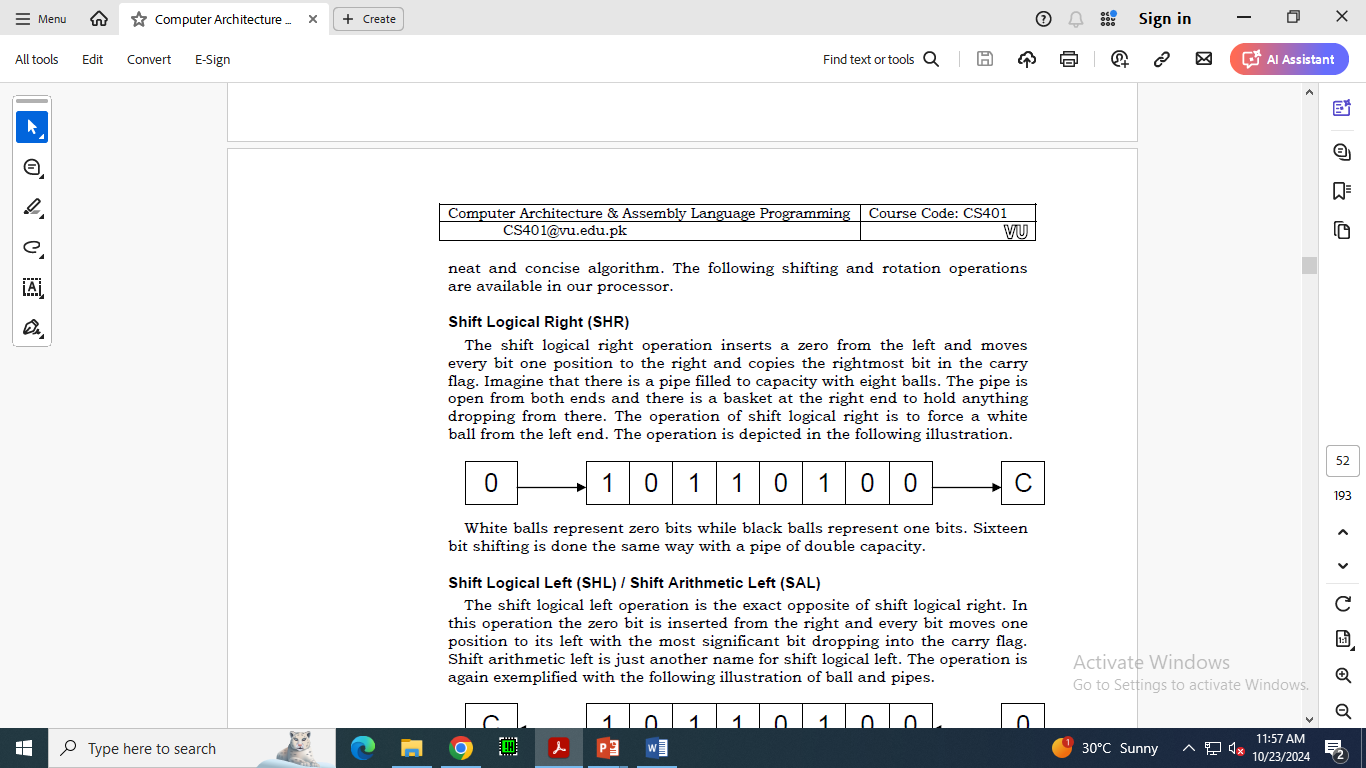 Menu
Computer Architecture ...
Create
Sign in
All tools
Edit
Convert
E-Sign
Find text or tools
AI Assistant
Computer Architecture & Assembly Language Programming
Course Code: CS401
CS401@vu.edu.pk
VU
neat and concise algorithm. The following shifting and rotation operations
are available in our processor.
Shift Logical Right (SHR)
The shift logical right operation inserts a zero from the left and moves
every bit one position to the right and copies the rightmost bit in the carry
flag. Imagine that there is a pipe filled to capacity with eight balls. The pipe is
open from both ends and there is a basket at the right end to hold anything
dropping from there. The operation of shift logical right is to force a white
ball from the left end. The operation is depicted in the following illustration.
0 1 0 1 1 0 1 0 0 C
White balls represent zero bits while black balls represent one bits. Sixteen
bit shifting is done the same way with a pipe of double capacity.
Shift Logical Left (SHL) / Shift Arithmetic Left (SAL)
The shift logical left operation is the exact opposite of shift logical right. In
this operation the zero bit is inserted from the right and every bit moves one
position to its left with the most significant bit dropping into the carry flag.
Shift arithmetic left is just another name for shift logical left. The operation is
again exemplified with the following illustration of ball and pipes.
C 1 0 1 1 0 1 0 0 0
52
193
1:1
Activate Windows
Go to Settings to activate Windows.
Type here to search
1
30°C Sunny
11:57 AM
10/23/2024
2